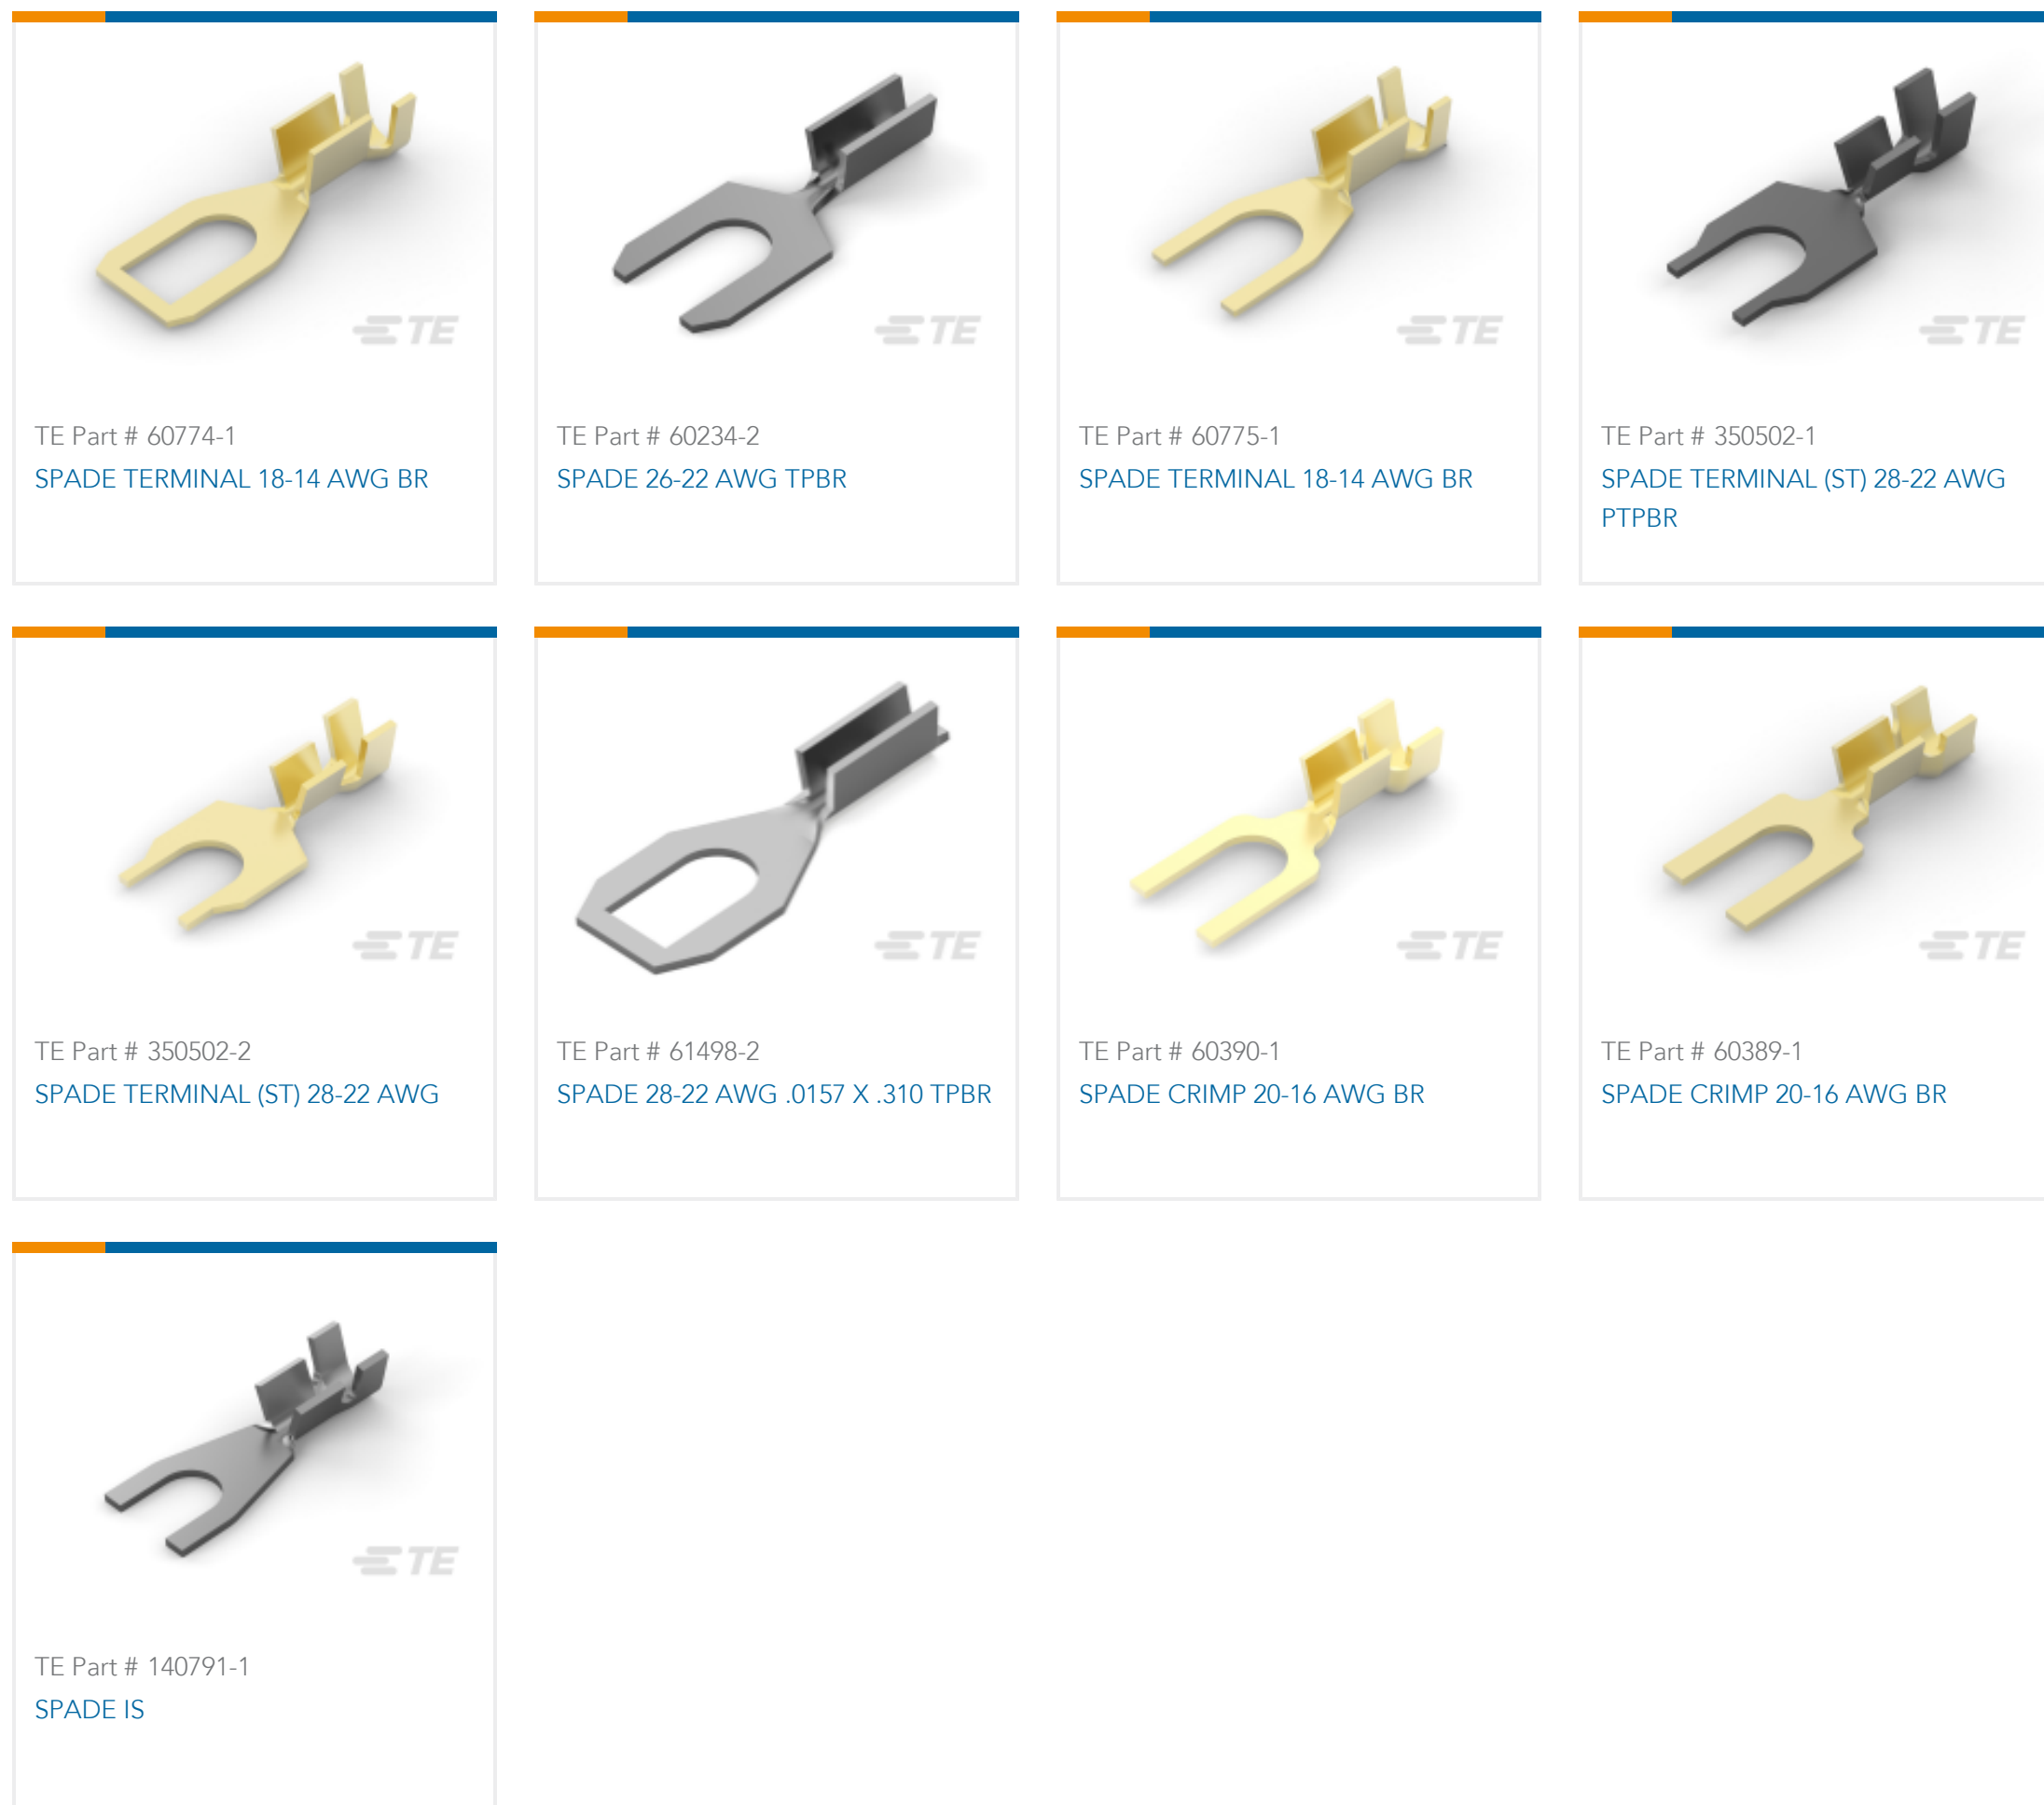 TE
TE
TE
TE
TE Part # 60774-1
SPADE TERMINAL 18-14 AWG BR
TE Part # 60234-2
SPADE 26-22 AWG TPBR
TE Part # 60775-1
SPADE TERMINAL 18-14 AWG BR
TE Part # 350502-1
SPADE TERMINAL (ST) 28-22 AWG
PTPBR
TE
TE
TE
TE
TE Part # 350502-2
SPADE TERMINAL (ST) 28-22 AWG
TE Part # 61498-2
SPADE 28-22 AWG .0157 X .310 TPBR
TE Part # 60390-1
SPADE CRIMP 20-16 AWG BR
TE Part # 60389-1
SPADE CRIMP 20-16 AWG BR
TE
TE Part # 140791-1
SPADE IS